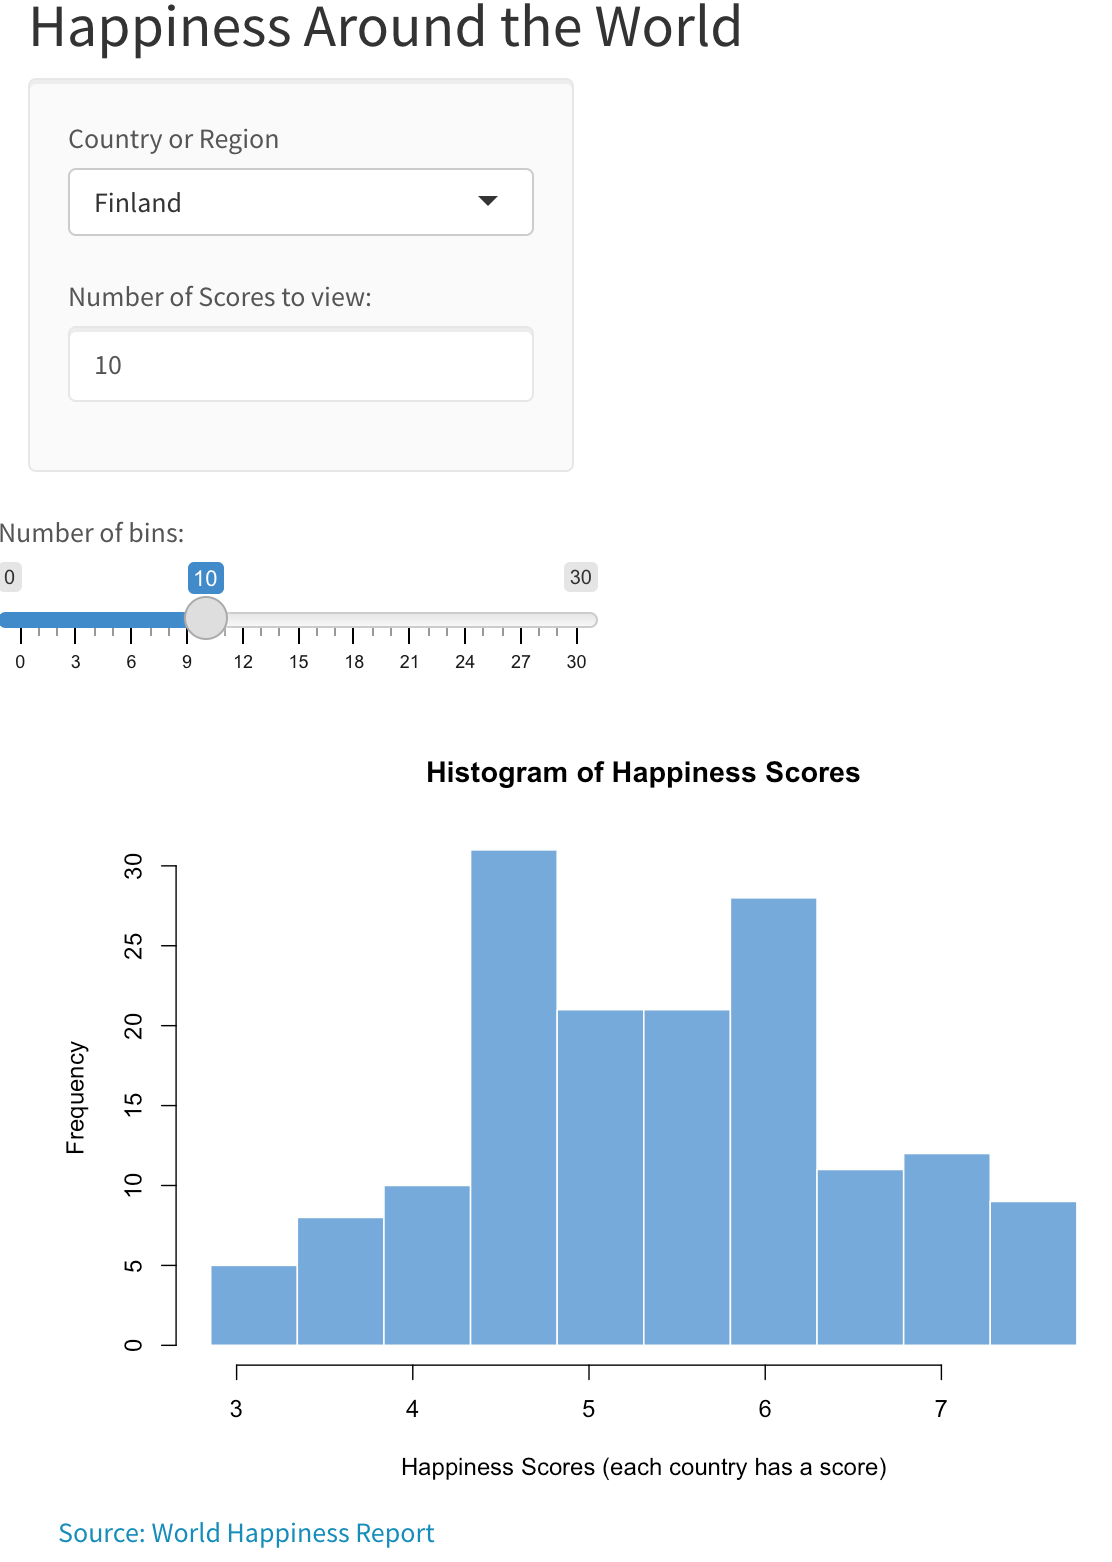 Happiness Around the World
Country or Region
Finland
Number of Scores to view:
10
Number of bins:
0 10 30
0 3 6 9 12 15 18 21 24 27 30
Histogram of Happiness Scores
30
25
20
15
10
5
0
Frequency
3 4 5 6 7
Happiness Scores (each country has a score)
Source: World Happiness Report